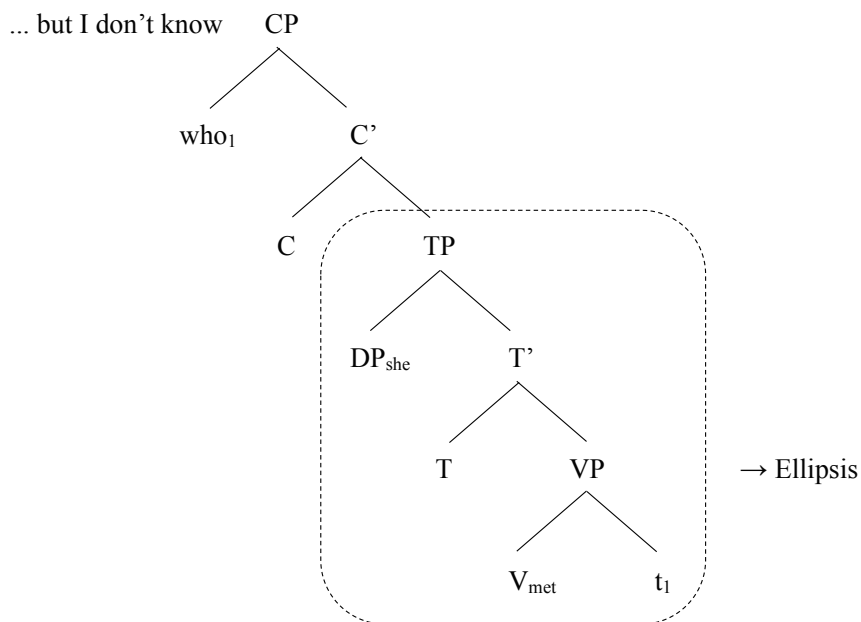 ... but I don’t know CP
who₁ C’
C TP
DPshe T’
T VP → Ellipsis
Vmet t₁